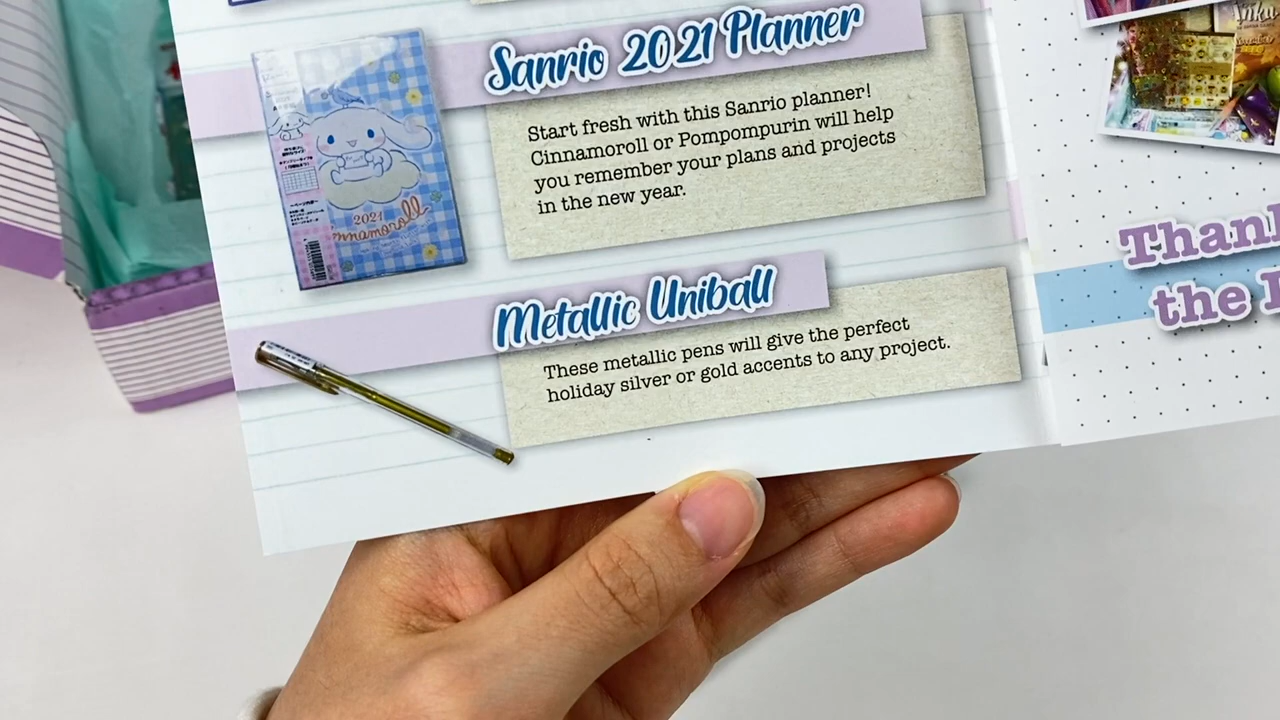 Sanrio 2021 Planner
Start fresh with this Sanrio planner!
Cinnamoroll or Pompompurin will help
you remember your plans and projects
in the new year.
2021
Metallic Uniball
These metallic pens will give the perfect
holiday silver or gold accents to any project.
Inku